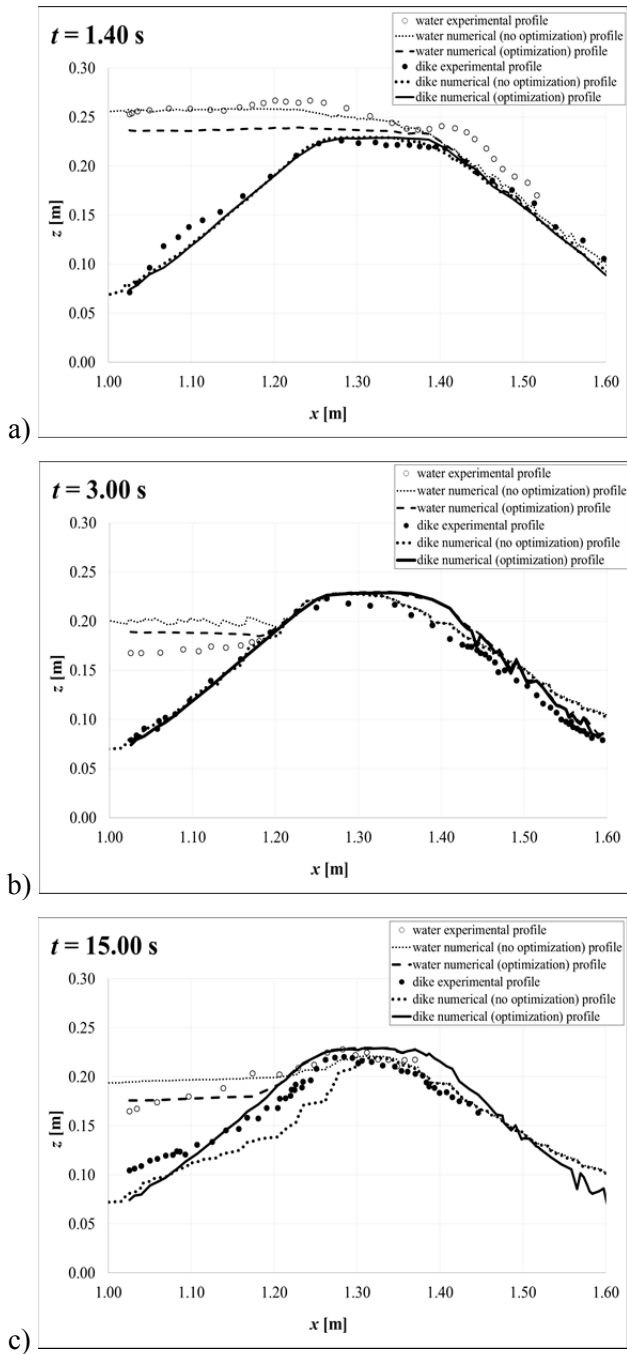 t = 1.40 s
water experimental profile
water numerical (no optimization) profile
water numerical (optimization) profile
dike experimental profile
dike numerical (no optimization) profile
dike numerical (optimization) profile
0.30
0.25
0.20
0.15
0.10
0.05
0.00
z [m]
1.00 1.10 1.20 1.30 1.40 1.50 1.60
x [m]
a)
t = 3.00 s
water experimental profile
water numerical (no optimization) profile
water numerical (optimization) profile
dike experimental profile
dike numerical (no optimization) profile
dike numerical (optimization) profile
0.30
0.25
0.20
0.15
0.10
0.05
0.00
z [m]
1.00 1.10 1.20 1.30 1.40 1.50 1.60
x [m]
b)
t = 15.00 s
water experimental profile
water numerical (no optimization) profile
water numerical (optimization) profile
dike experimental profile
dike numerical (no optimization) profile
dike numerical (optimization) profile
0.30
0.25
0.20
0.15
0.10
0.05
0.00
z [m]
1.00 1.10 1.20 1.30 1.40 1.50 1.60
x [m]
c)